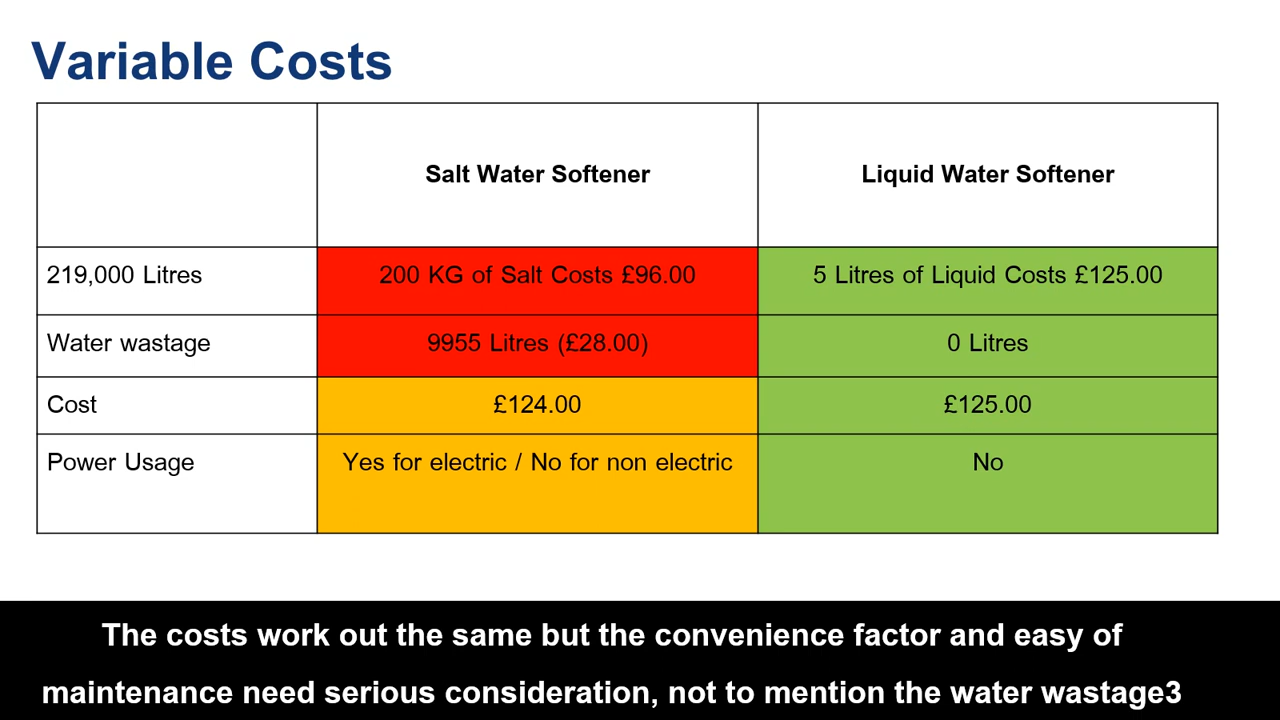 Variable Costs
Salt Water Softener
Liquid Water Softener
219,000 Litres
200 KG of Salt Costs £96.00
5 Litres of Liquid Costs £125.00
Water wastage
9955 Litres (£28.00)
0 Litres
Cost
£124.00
£125.00
Power Usage
Yes for electric / No for non electric
No
The costs work out the same but the convenience factor and easy of
maintenance need serious consideration, not to mention the water wastage3